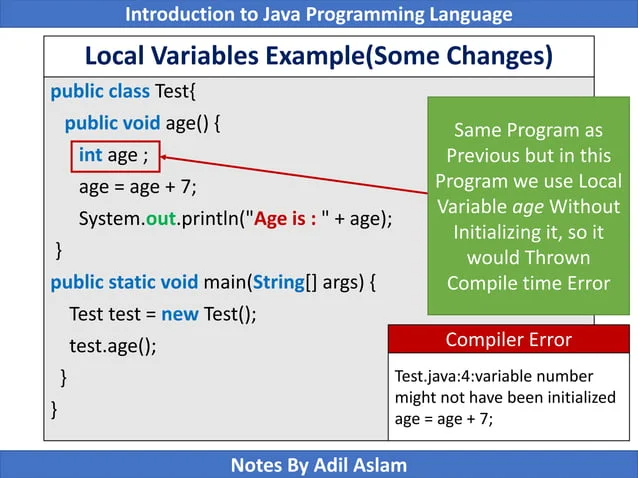 Introduction to Java Programming Language
Local Variables Example(Some Changes)
public class Test{
public void age() {
int age ;
age = age + 7;
System.out.println("Age is : " + age);
}
public static void main(String[] args) {
Test test = new Test();
test.age();
}
}
Same Program as
Previous but in this
Program we use Local
Variable age Without
Initializing it, so it
would Thrown
Compile time Error
Compiler Error
Test.java:4:variable number
might not have been initialized
age = age + 7;
Notes By Adil Aslam